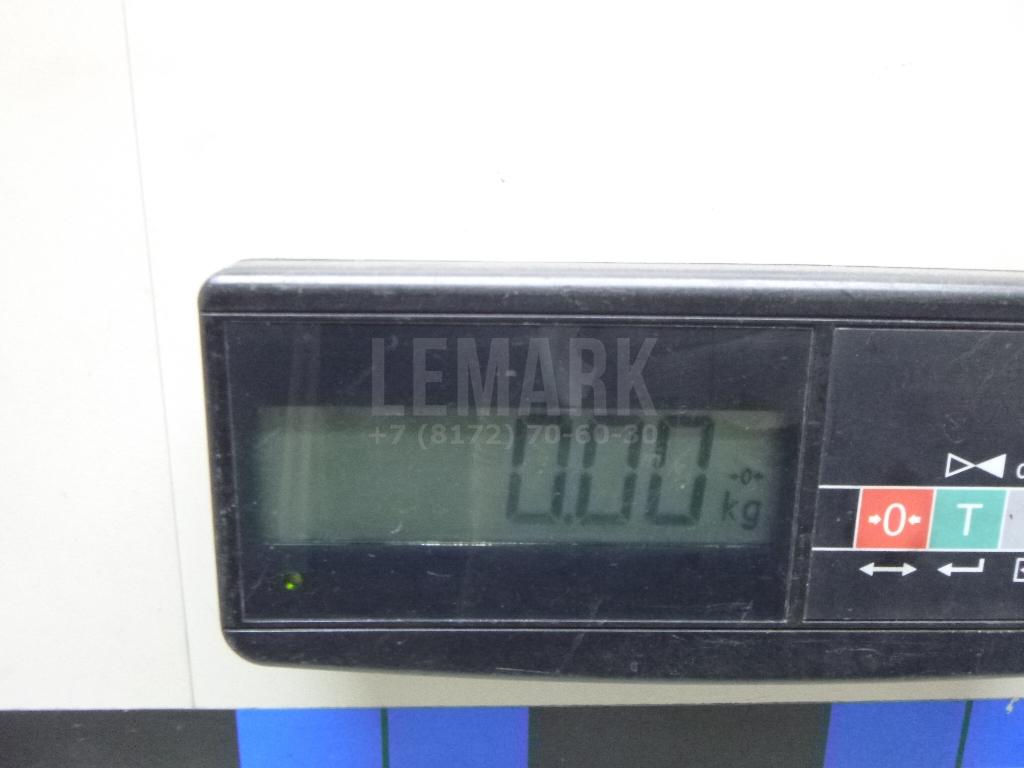 LEMARK
+7 (8172) 70-60-30
0.00
→0←
kg
→0← T